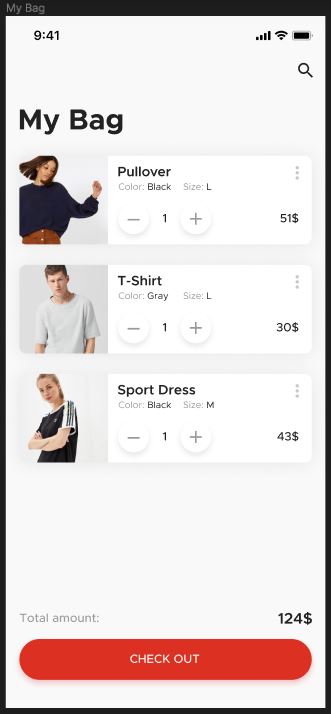 My Bag
9:41
My Bag
Pullover
Color: Black Size: L
1
51$
T-Shirt
Color: Gray Size: L
1
30$
Sport Dress
Color: Black Size: M
1
43$
Total amount:
124$
CHECK OUT